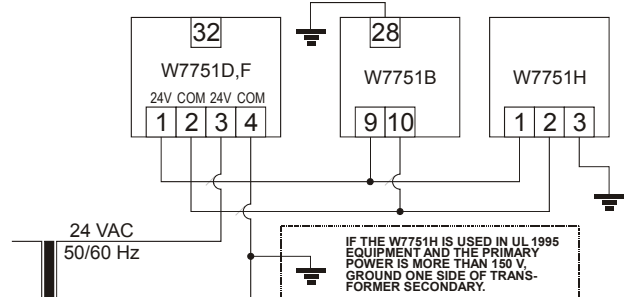 32
28
W7751D,F
W7751B
W7751H
24V COM 24V COM
1 2 3 4
9 10
1 2 3
24 VAC
50/60 Hz
IF THE W7751H IS USED IN UL 1995
EQUIPMENT AND THE PRIMARY
POWER IS MORE THAN 150 V,
GROUND ONE SIDE OF TRANS-
FORMER SECONDARY.